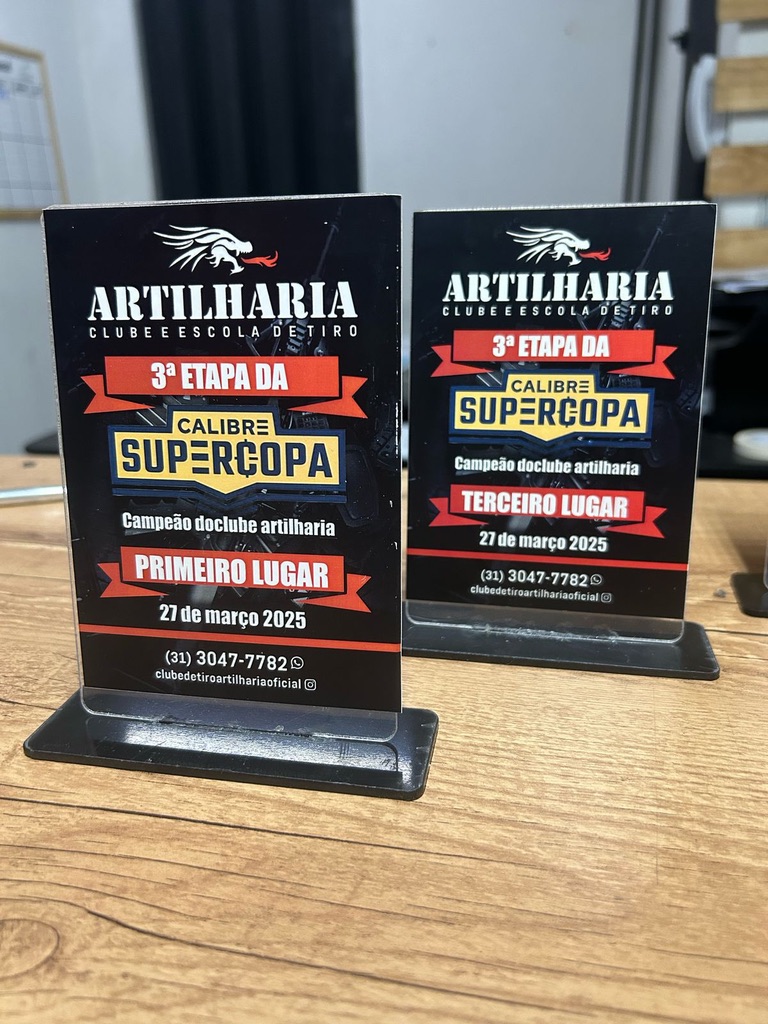 ARTILHARIA
CLUBE E ESCOLA DE TIRO
3ª ETAPA DA
CALIBRE
SUPERCOPA
Campeão doclube artilharia
PRIMEIRO LUGAR
27 de março 2025
(31) 3047-7782
clubedetiroartilhariaoficial
ARTILHARIA
CLUBE E ESCOLA DE TIRO
3ª ETAPA DA
CALIBRE
SUPERCOPA
Campeão doclube artilharia
TERCEIRO LUGAR
27 de março 2025
(31) 3047-7782
clubedetiroartilhariaoficial